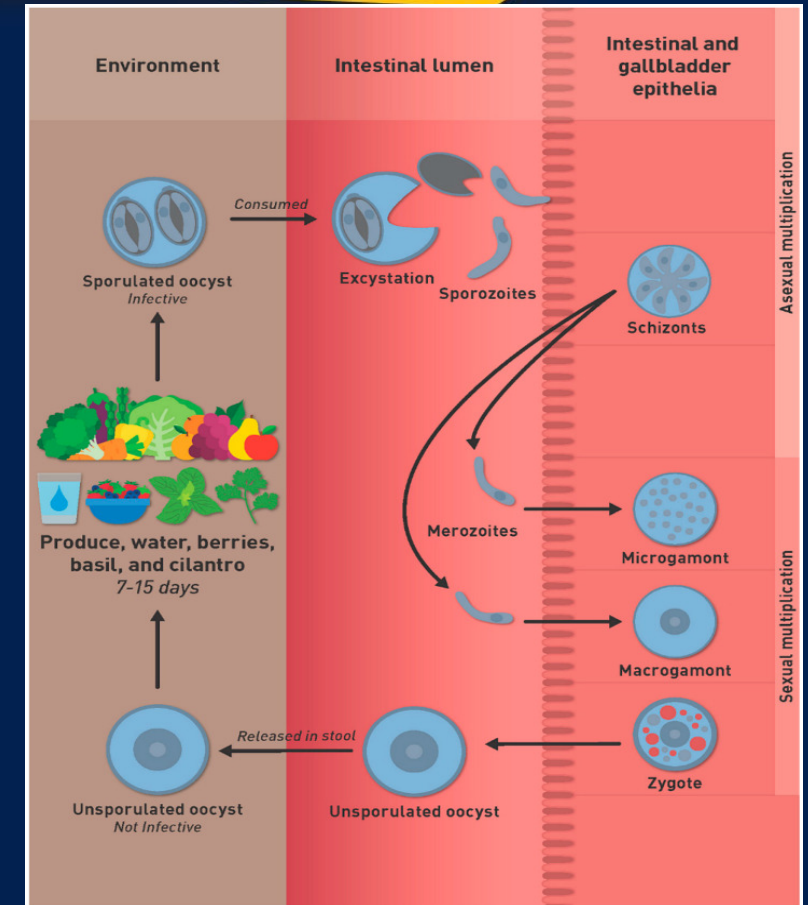 Environment
Intestinal lumen
Intestinal and
gallbladder
epithelia
Consumed
Sporulated oocyst
Infective
Excystation
Sporozoites
Schizonts
Asexual multiplication
Produce, water, berries,
basil, and cilantro
7-15 days
Merozoites
Microgamont
Macrogamont
Sexual multiplication
Released in stool
Unsporulated oocyst
Not Infective
Unsporulated oocyst
Zygote